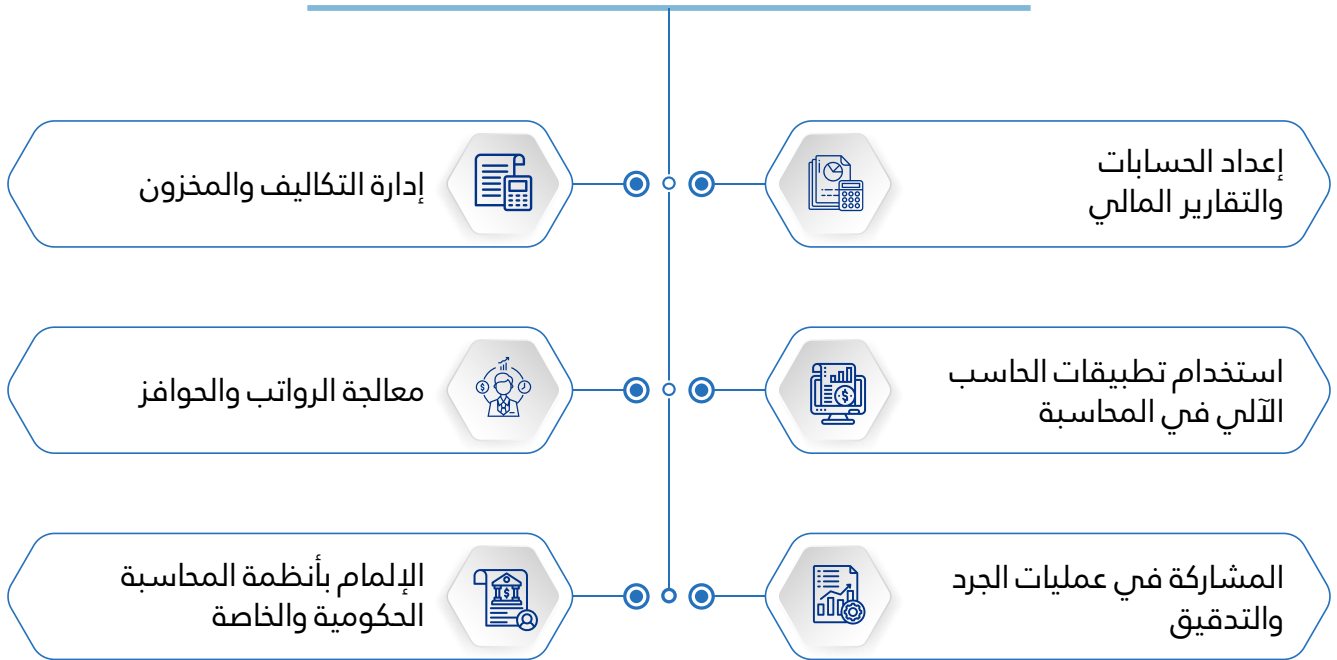 إعداد الحسابات
والتقارير المالي
إدارة التكاليف والمخزون
استخدام تطبيقات الحاسب
الآلي في المحاسبة
معالجة الرواتب والحوافز
المشاركة في عمليات الجرد
والتدقيق
الإلمام بأنظمة المحاسبة
الحكومية والخاصة